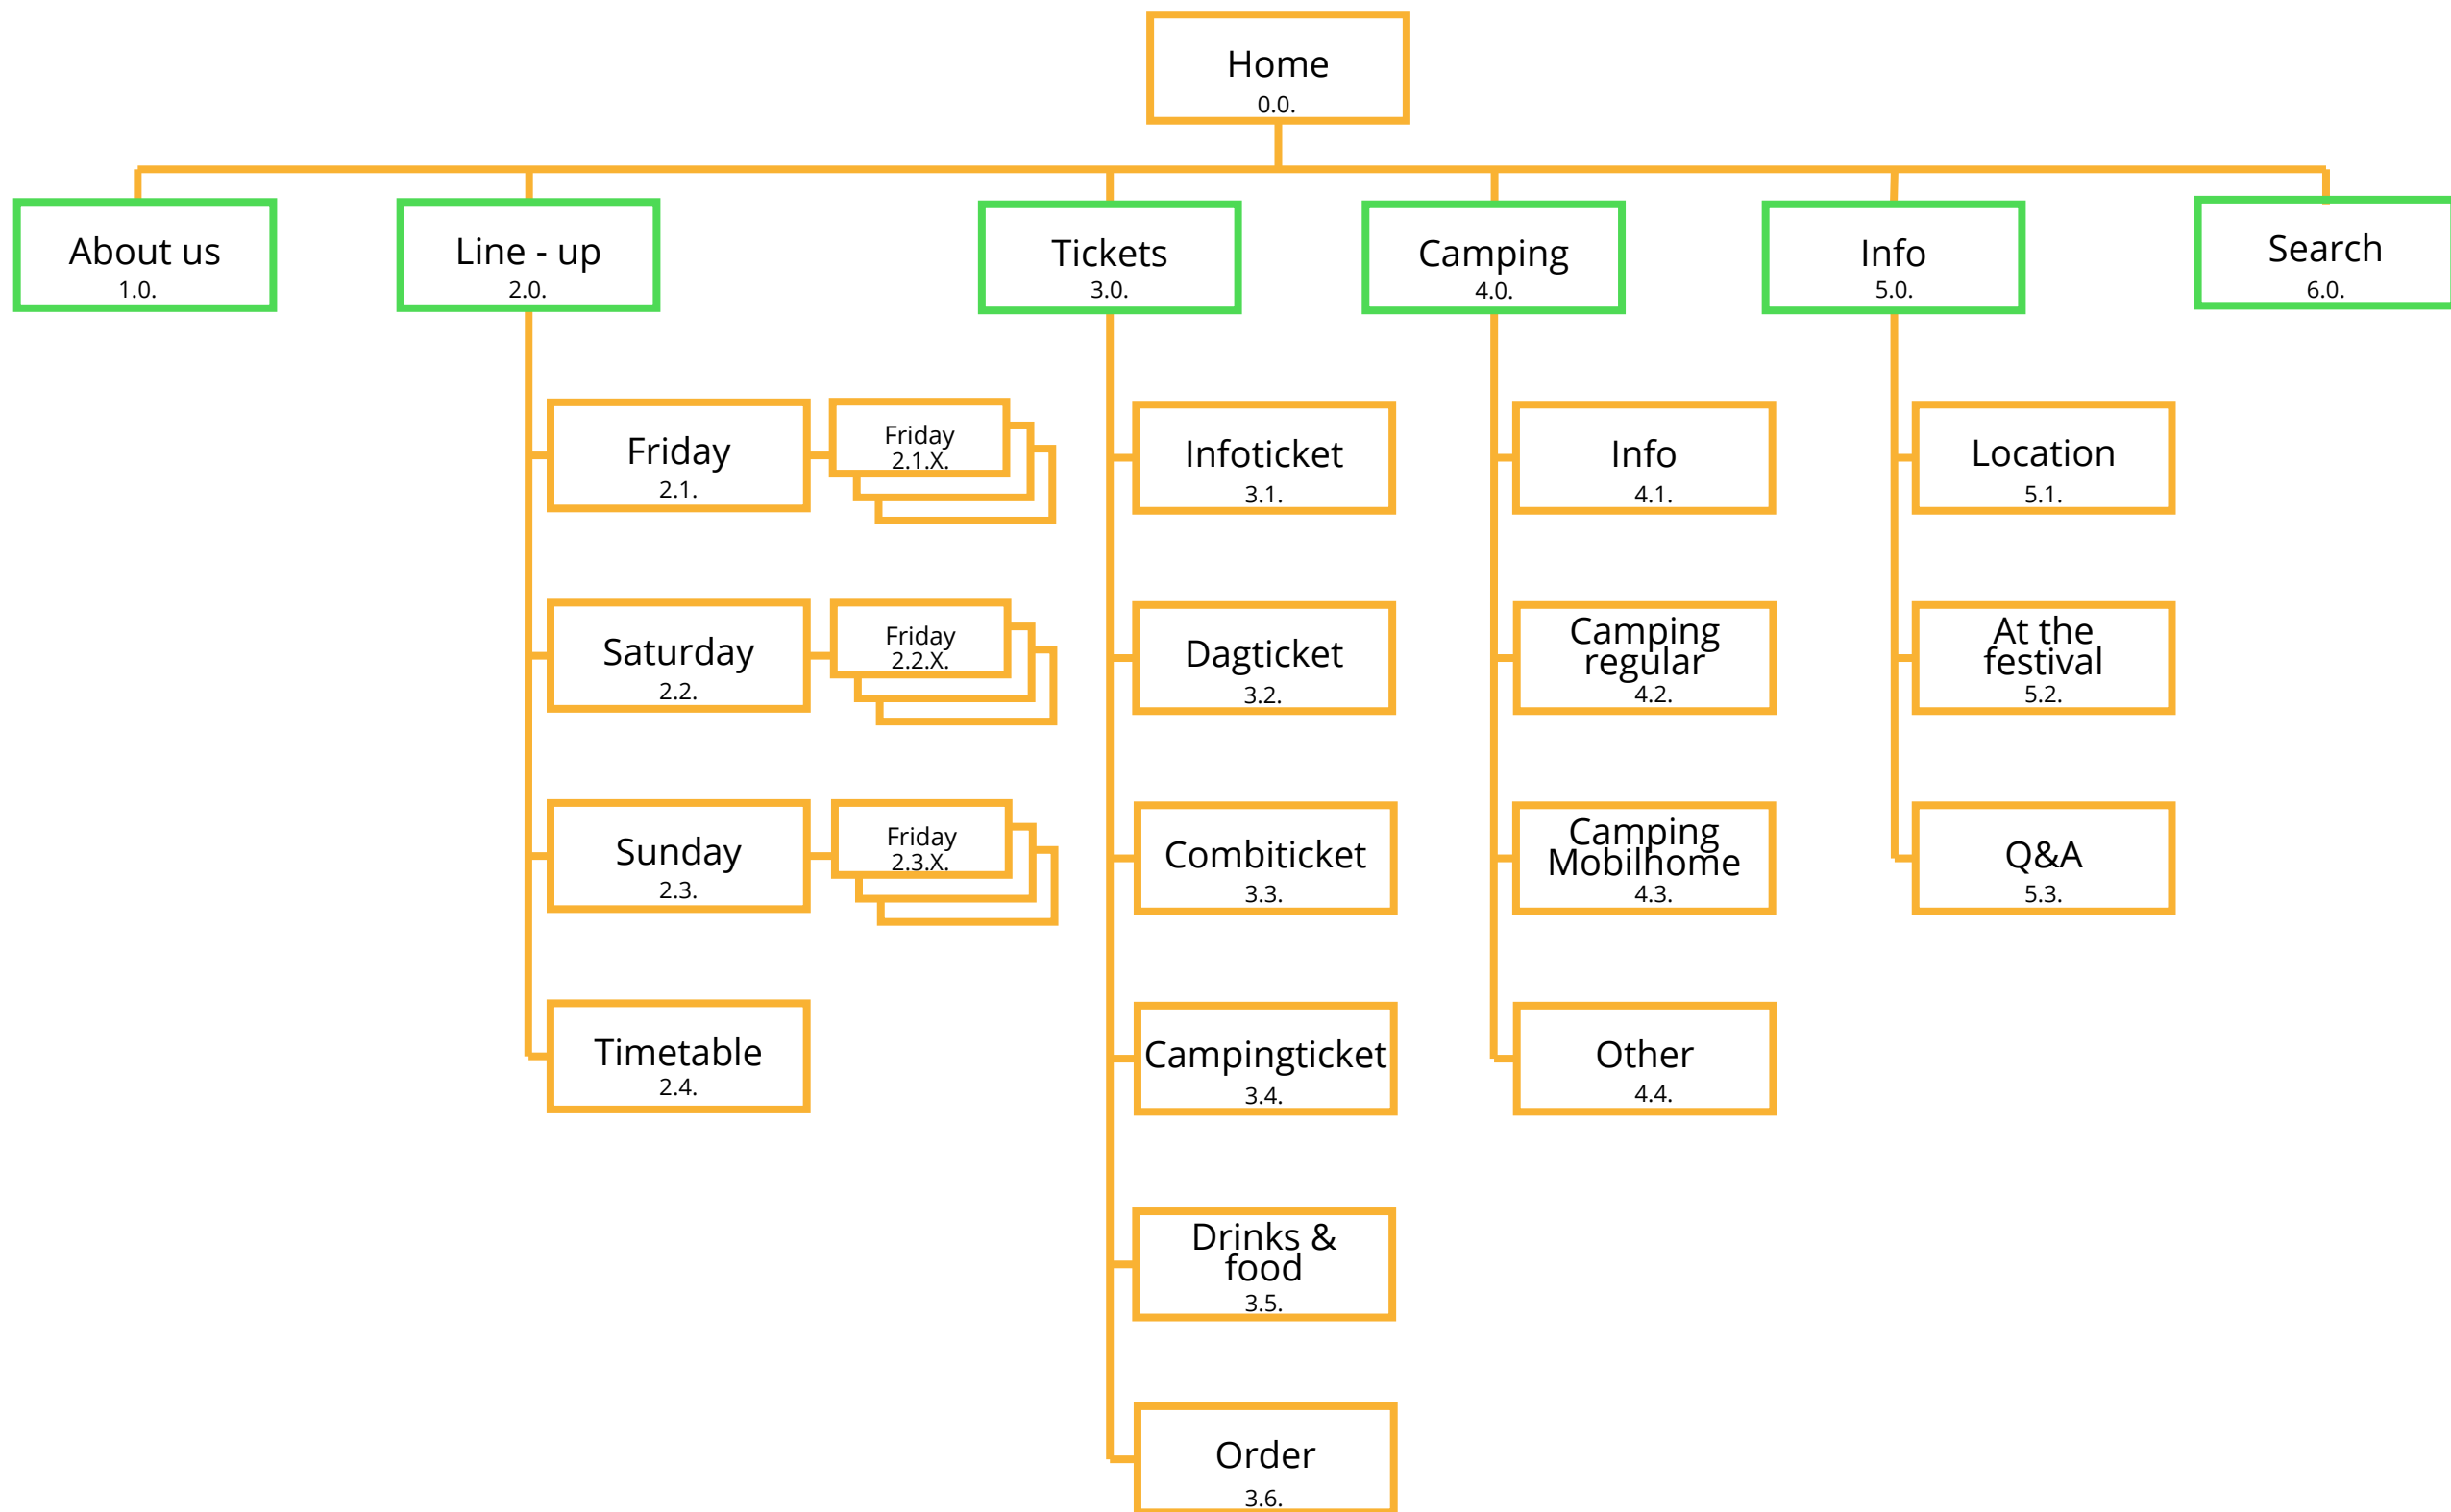 Home
0.0.
About us
1.0.
Line - up
2.0.
Tickets
3.0.
Camping
4.0.
Info
5.0.
Search
6.0.
Friday
2.1.
Friday
2.1.X.
Saturday
2.2.
Friday
2.2.X.
Sunday
2.3.
Friday
2.3.X.
Timetable
2.4.
Infoticket
3.1.
Dagticket
3.2.
Combiticket
3.3.
Campingticket
3.4.
Drinks &
food
3.5.
Order
3.6.
Info
4.1.
Camping
regular
4.2.
Camping
Mobilhome
4.3.
Other
4.4.
Location
5.1.
At the
festival
5.2.
Q&A
5.3.